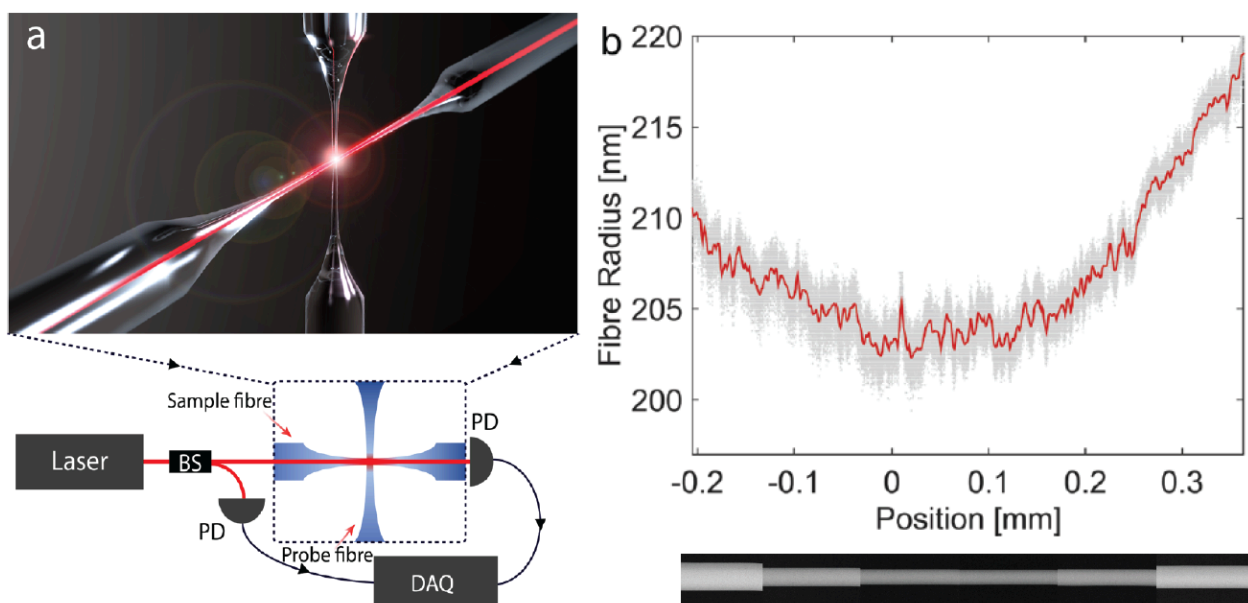 a
Sample fibre
PD
Laser
BS
PD
Probe fibre
DAQ
b
220
215
210
205
200
Fibre Radius [nm]
-0.2
-0.1
0
0.1
0.2
0.3
Position [mm]